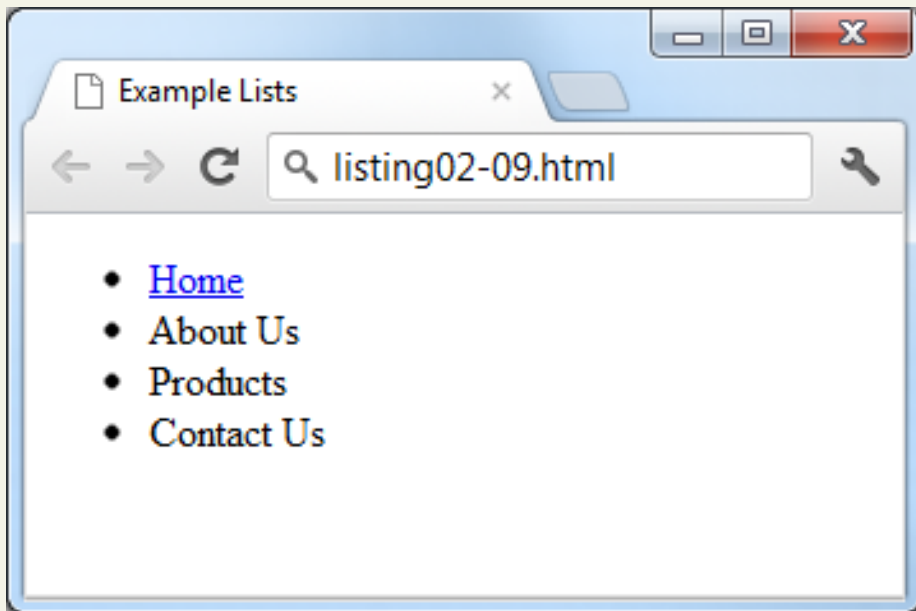 Example Lists
listing02-09.html
Home
About Us
Products
Contact Us